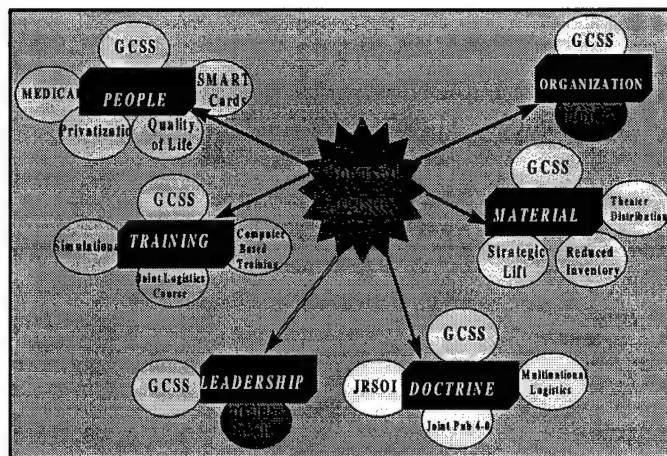 GCSS
MEDICAL
PEOPLE
SMART
Cards
Privatizatio
Quality
of Life
GCSS
ORGANIZATION
GCSS
TRAINING
Simulations
Computer
Based
Training
Joint Logistics
Course
GCSS
MATERIAL
Theater
Distribution
Strategic
Lift
Reduced
Inventory
GCSS
LEADERSHIP
GCSS
JRSOI
DOCTRINE
Multinational
Logistics
Joint Pub 4-0